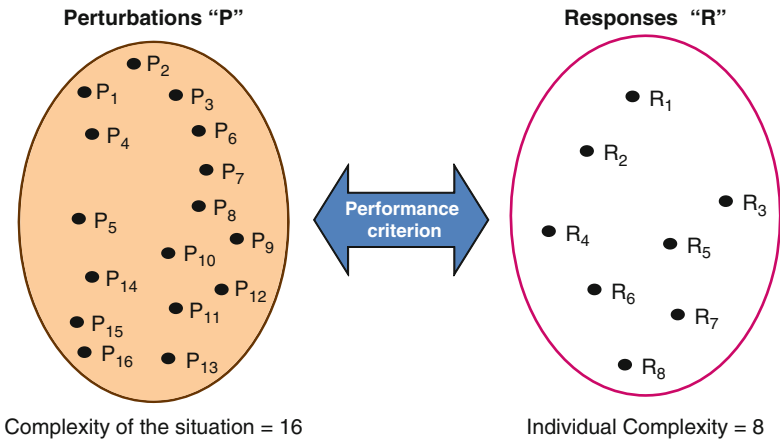 Perturbations “P”
Responses “R”
P₂
P₁
P₃
P₄
P₆
P₇
P₅
P₈
P₉
P₁₀
P₁₄
P₁₂
P₁₁
P₁₅
P₁₆
P₁₃
Performance
criterion
R₁
R₂
R₃
R₄
R₅
R₆
R₇
R₈
Complexity of the situation = 16
Individual Complexity = 8